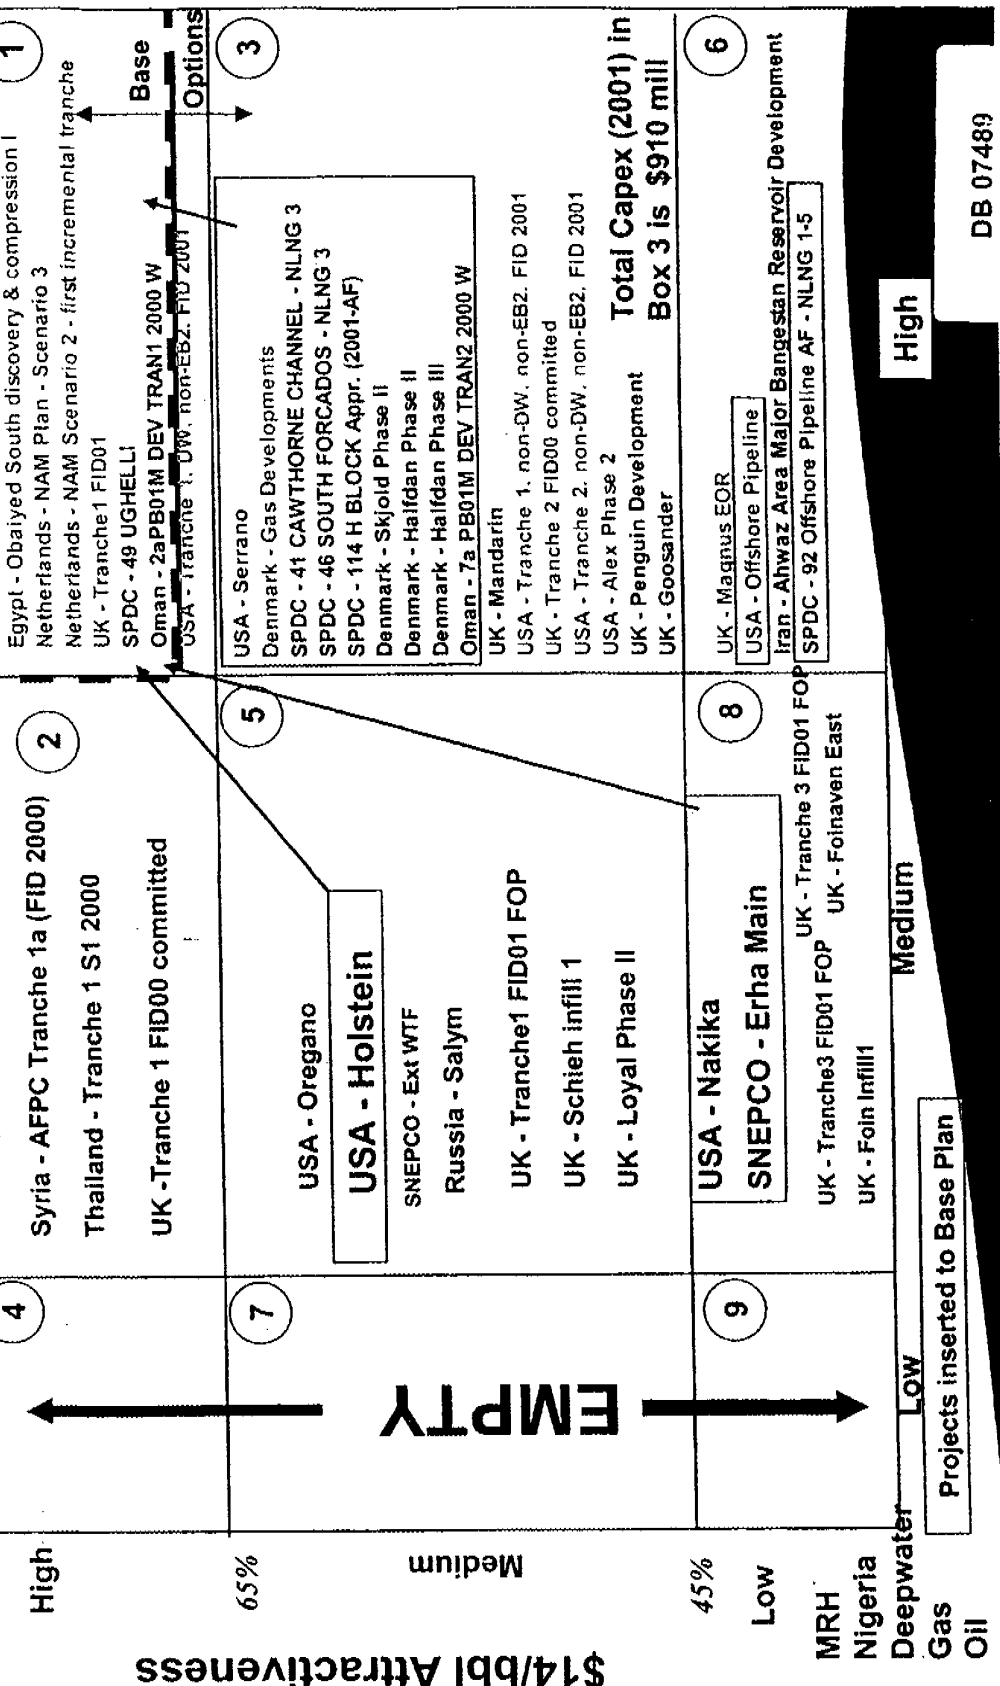 $14/bbl Attractiveness
High
65%
Medium
45%
Low
MRH
Nigeria
Deepwater
Gas
Oil
4
7
EMPTY
9
Low
Projects inserted to Base Plan
2
Syria - AFPC Tranche 1a (FID 2000)
Thailand - Tranche 1 S1 2000
UK -Tranche 1 FID00 committed
5
USA - Oregano
USA - Holstein
SNEPCO - Ext WTF
Russia - Salym
UK - Tranche1 FID01 FOP
UK - Schieh infill 1
UK - Loyal Phase II
8
USA - Nakika
SNEPCO - Erha Main
UK - Tranche 3 FID01 FOP
UK - Tranche3 FID01 FOP
UK - Foinaven East
UK - Foin Infill1
Medium
1
Egypt - Obaiyed South discovery & compression I
Netherlands - NAM Plan - Scenario 3
Netherlands - NAM Scenario 2 - first incremental tranche
UK - Tranche1 FID01
SPDC - 49 UGHELLI
Oman - 2aPB01M DEV TRAN1 2000 W
USA - Tranche 1. DW. non-EB2. FID 2001
Base
Options
3
USA - Serrano
Denmark - Gas Developments
SPDC - 41 CAWTHORNE CHANNEL - NLNG 3
SPDC - 46 SOUTH FORCADOS - NLNG 3
SPDC - 114 H BLOCK Appr. (2001-AF)
Denmark - Skjold Phase II
Denmark - Halfdan Phase II
Denmark - Halfdan Phase III
Oman - 7a PB01M DEV TRAN2 2000 W
UK - Mandarin
USA - Tranche 1. non-DW. non-EB2. FID 2001
UK - Tranche 2 FID00 committed
USA - Tranche 2. non-DW. non-EB2. FID 2001
USA - Alex Phase 2
UK - Penguin Development
UK - Goosander
Total Capex (2001) in
Box 3 is $910 mill
6
UK - Magnus EOR
USA - Offshore Pipeline
Iran - Ahwaz Area Major Bangestan Reservoir Development
SPDC - 92 Offshore Pipeline AF - NLNG 1-5
High
DB 07489